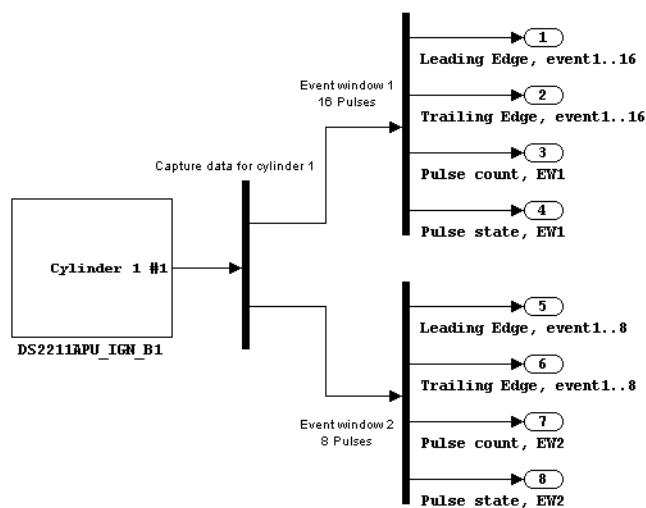 1
Leading Edge, event1..16
Event window 1
16 Pulses
2
Trailing Edge, event1..16
3
Pulse count, EW1
Capture data for cylinder 1
4
Pulse state, EW1
Cylinder 1 #1
DS2211APU_IGN_B1
5
Leading Edge, event1..8
6
Trailing Edge, event1..8
Event window 2
8 Pulses
7
Pulse count, EW2
8
Pulse state, EW2